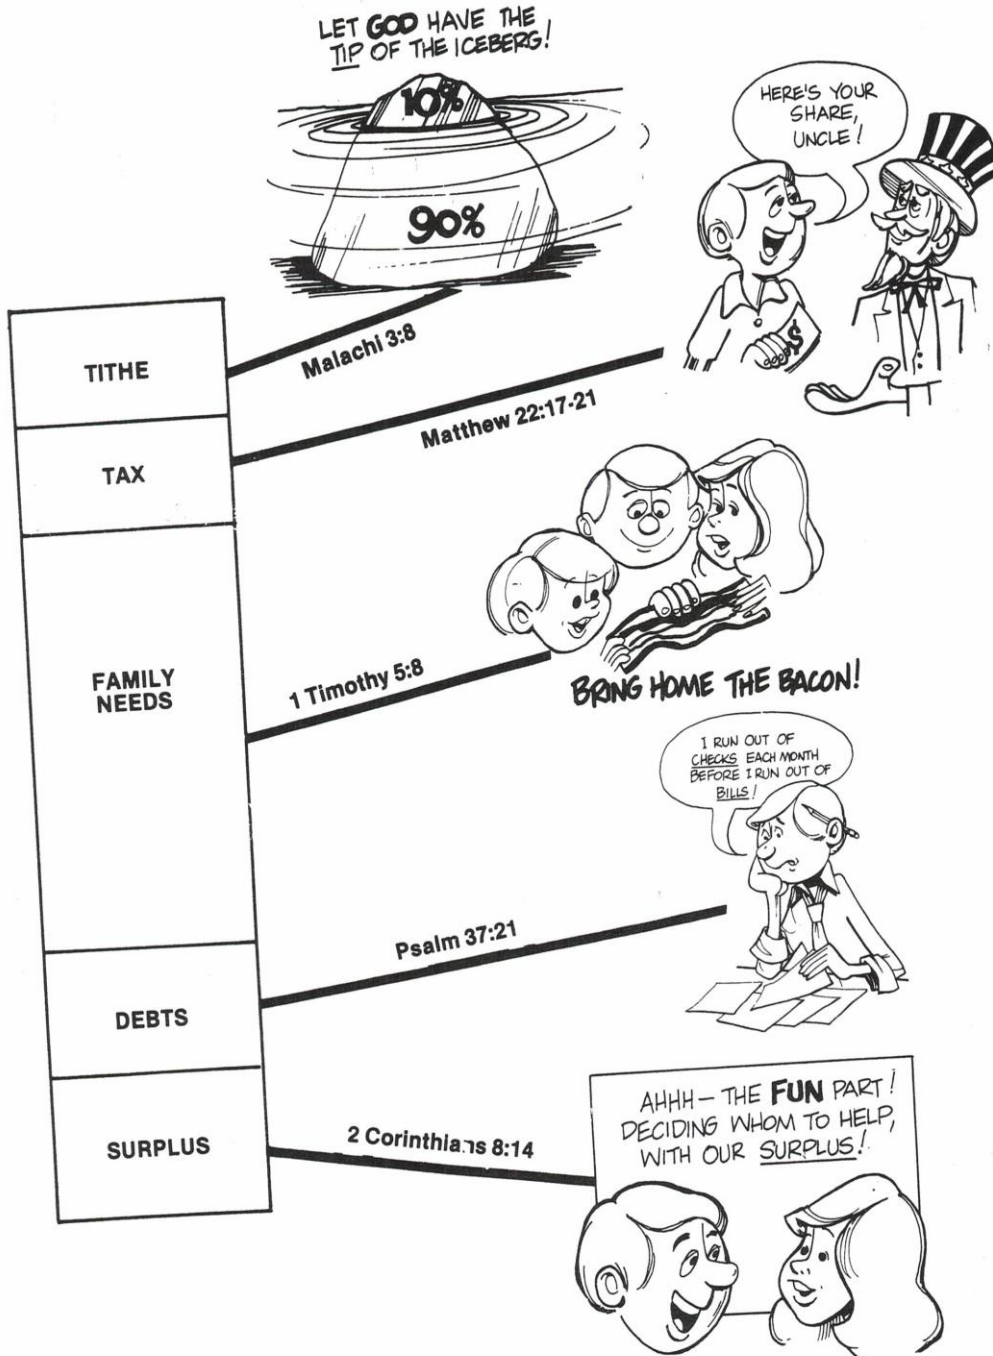 LET GOD HAVE THE
TIP OF THE ICEBERG!
10%
90%
HERE'S YOUR
SHARE,
UNCLE!
$
TITHE
Malachi 3:8
TAX
Matthew 22:17-21
FAMILY
NEEDS
1 Timothy 5:8
BRING HOME THE BACON!
I RUN OUT OF
CHECKS EACH MONTH
BEFORE I RUN OUT OF
BILLS!
DEBTS
Psalm 37:21
SURPLUS
2 Corinthians 8:14
AHHH — THE FUN PART!
DECIDING WHOM TO HELP,
WITH OUR SURPLUS!